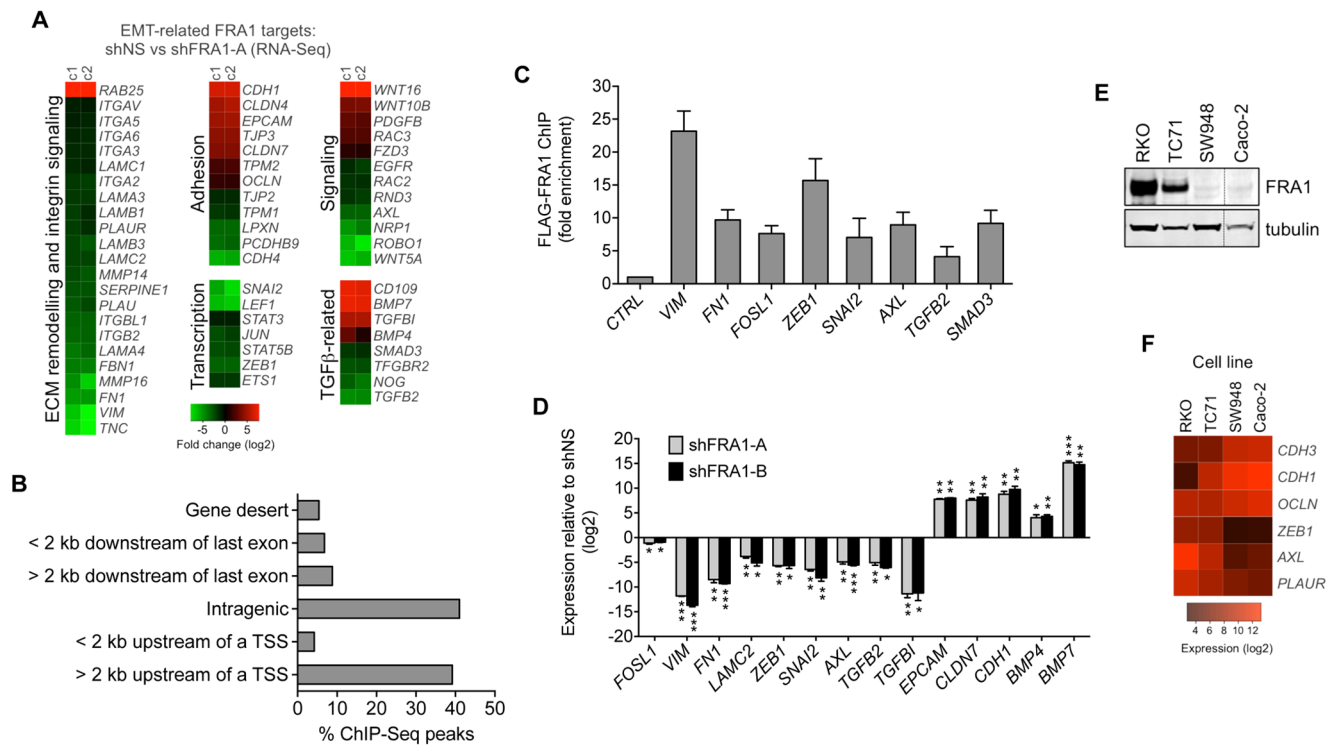 A
EMT-related FRA1 targets:
shNS vs shFRA1-A (RNA-Seq)
c1 c2
ECM remodelling and integrin signaling
RAB25
ITGAV
ITGA5
ITGA6
ITGA3
LAMC1
ITGA2
LAMA3
LAMB1
PLAUR
LAMB3
LAMC2
MMP14
SERPINE1
PLAU
ITGBL1
ITGB2
LAMA4
FBN1
MMP16
FN1
VIM
TNC
c1 c2
Adhesion
CDH1
CLDN4
EPCAM
TJP3
CLDN7
TPM2
OCLN
TJP2
TPM1
LPXN
PCDHB9
CDH4
Transcription
SNAI2
LEF1
STAT3
JUN
STAT5B
ZEB1
ETS1
c1 c2
Signaling
WNT16
WNT10B
PDGFB
RAC3
FZD3
EGFR
RAC2
RND3
AXL
NRP1
ROBO1
WNT5A
TGFβ-related
CD109
BMP7
TGFBI
BMP4
SMAD3
TFGBR2
NOG
TGFB2
-5 0 5
Fold change (log2)
B
Gene desert
< 2 kb downstream of last exon
> 2 kb downstream of last exon
Intragenic
< 2 kb upstream of a TSS
> 2 kb upstream of a TSS
0 10 20 30 40 50
% ChIP-Seq peaks
C
FLAG-FRA1 ChIP
(fold enrichment)
30
25
20
15
10
5
0
CTRL VIM FN1 FOSL1 ZEB1 SNAI2 AXL TGFB2 SMAD3
D
Expression relative to shNS
(log2)
20
15
10
5
0
-5
-10
-15
-20
shFRA1-A
shFRA1-B
* * *** *** ** *** ** ** * * ** ** ** *** ** * ** *
** ** ** ** ** ** * ** *** **
FOSL1 VIM FN1 LAMC2 ZEB1 SNAI2 AXL TGFB2 TGFBI EPCAM CLDN7 CDH1 BMP4 BMP7
E
RKO TC71 SW948 Caco-2
FRA1
tubulin
F
Cell line
RKO TC71 SW948 Caco-2
CDH3
CDH1
OCLN
ZEB1
AXL
PLAUR
4 6 8 10 12
Expression (log2)